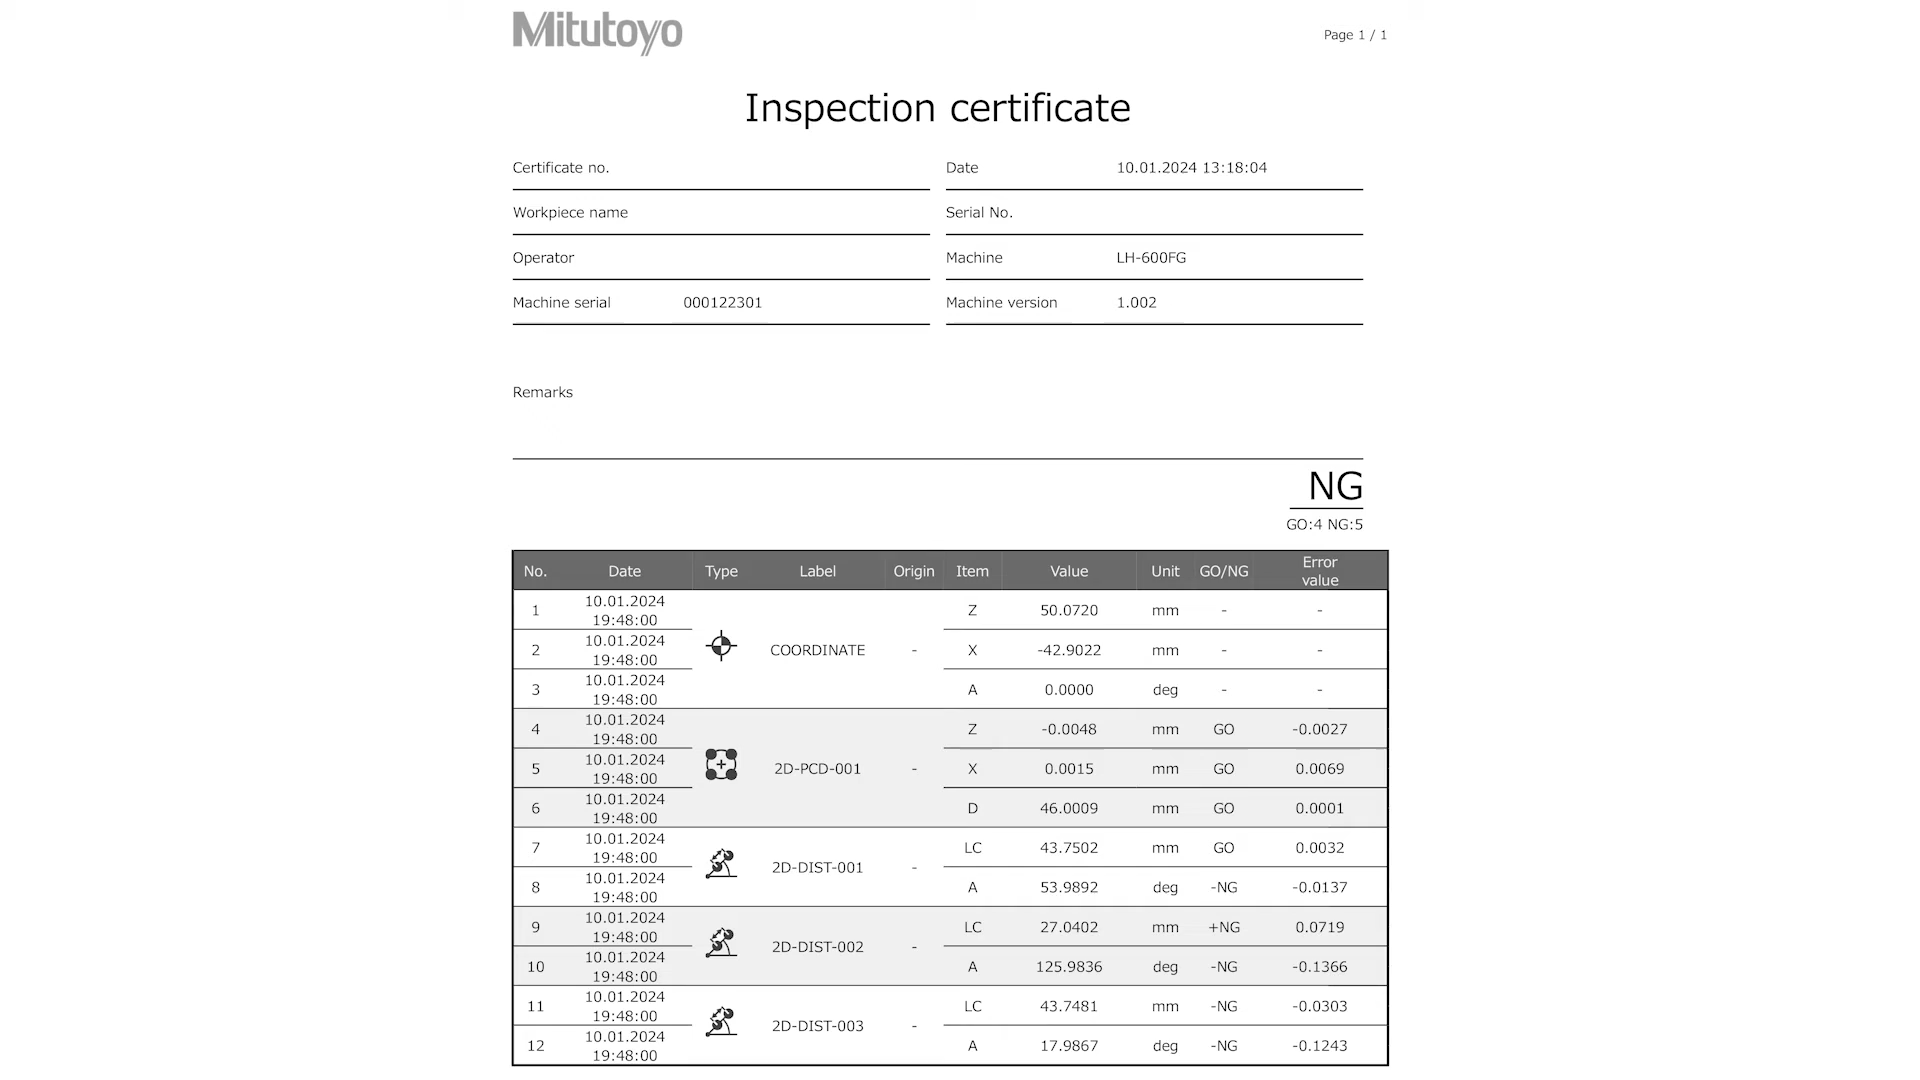 Mitutoyo
Page 1 / 1
Inspection certificate
Certificate no.
Date 10.01.2024 13:18:04
Workpiece name
Serial No.
Operator
Machine LH-600FG
Machine serial 000122301
Machine version 1.002
Remarks
NG
GO:4 NG:5
No. Date Type Label Origin Item Value Unit GO/NG Error value
1 10.01.2024 19:48:00 COORDINATE - Z 50.0720 mm - -
2 10.01.2024 19:48:00 X -42.9022 mm - -
3 10.01.2024 19:48:00 A 0.0000 deg - -
4 10.01.2024 19:48:00 2D-PCD-001 - Z -0.0048 mm GO -0.0027
5 10.01.2024 19:48:00 X 0.0015 mm GO 0.0069
6 10.01.2024 19:48:00 D 46.0009 mm GO 0.0001
7 10.01.2024 19:48:00 2D-DIST-001 - LC 43.7502 mm GO 0.0032
8 10.01.2024 19:48:00 A 53.9892 deg -NG -0.0137
9 10.01.2024 19:48:00 2D-DIST-002 - LC 27.0402 mm +NG 0.0719
10 10.01.2024 19:48:00 A 125.9836 deg -NG -0.1366
11 10.01.2024 19:48:00 2D-DIST-003 - LC 43.7481 mm -NG -0.0303
12 10.01.2024 19:48:00 A 17.9867 deg -NG -0.1243